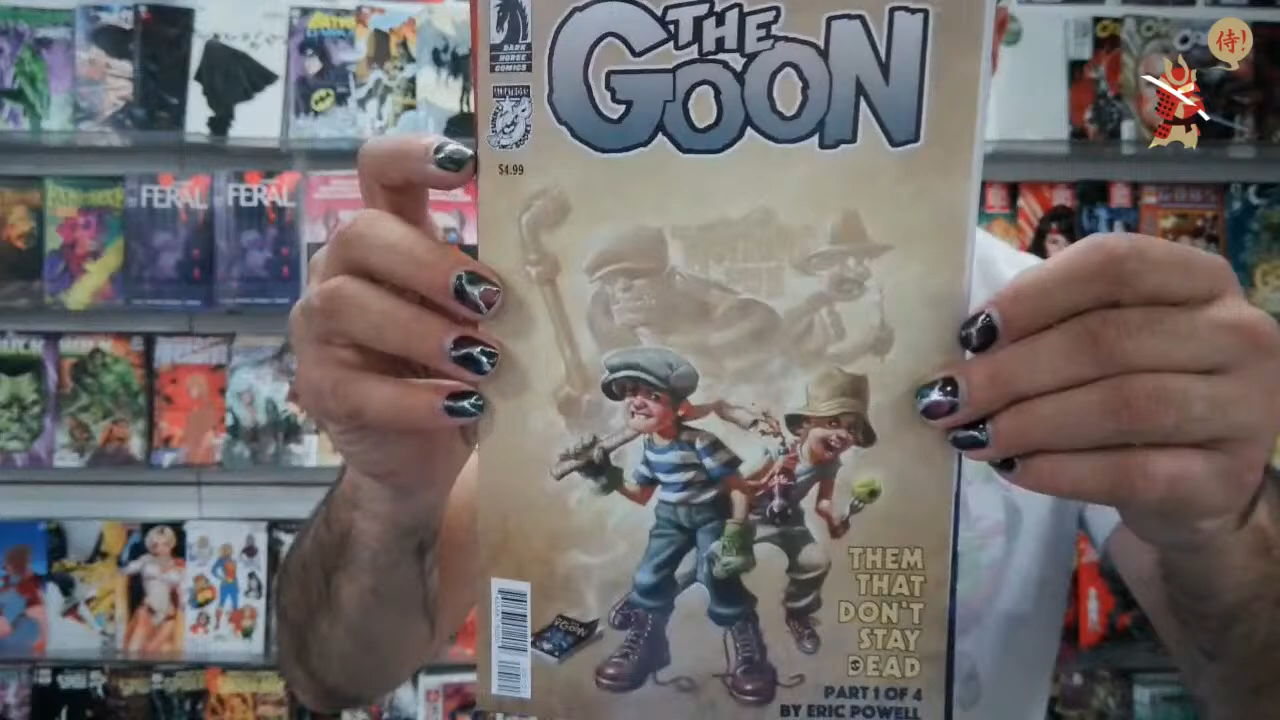 THE
GOON
DARK
HORSE
COMICS
$4.99
FERAL
FERAL
侍!
THEM
THAT
DON'T
STAY
DEAD
PART 1 OF 4
BY ERIC POWELL